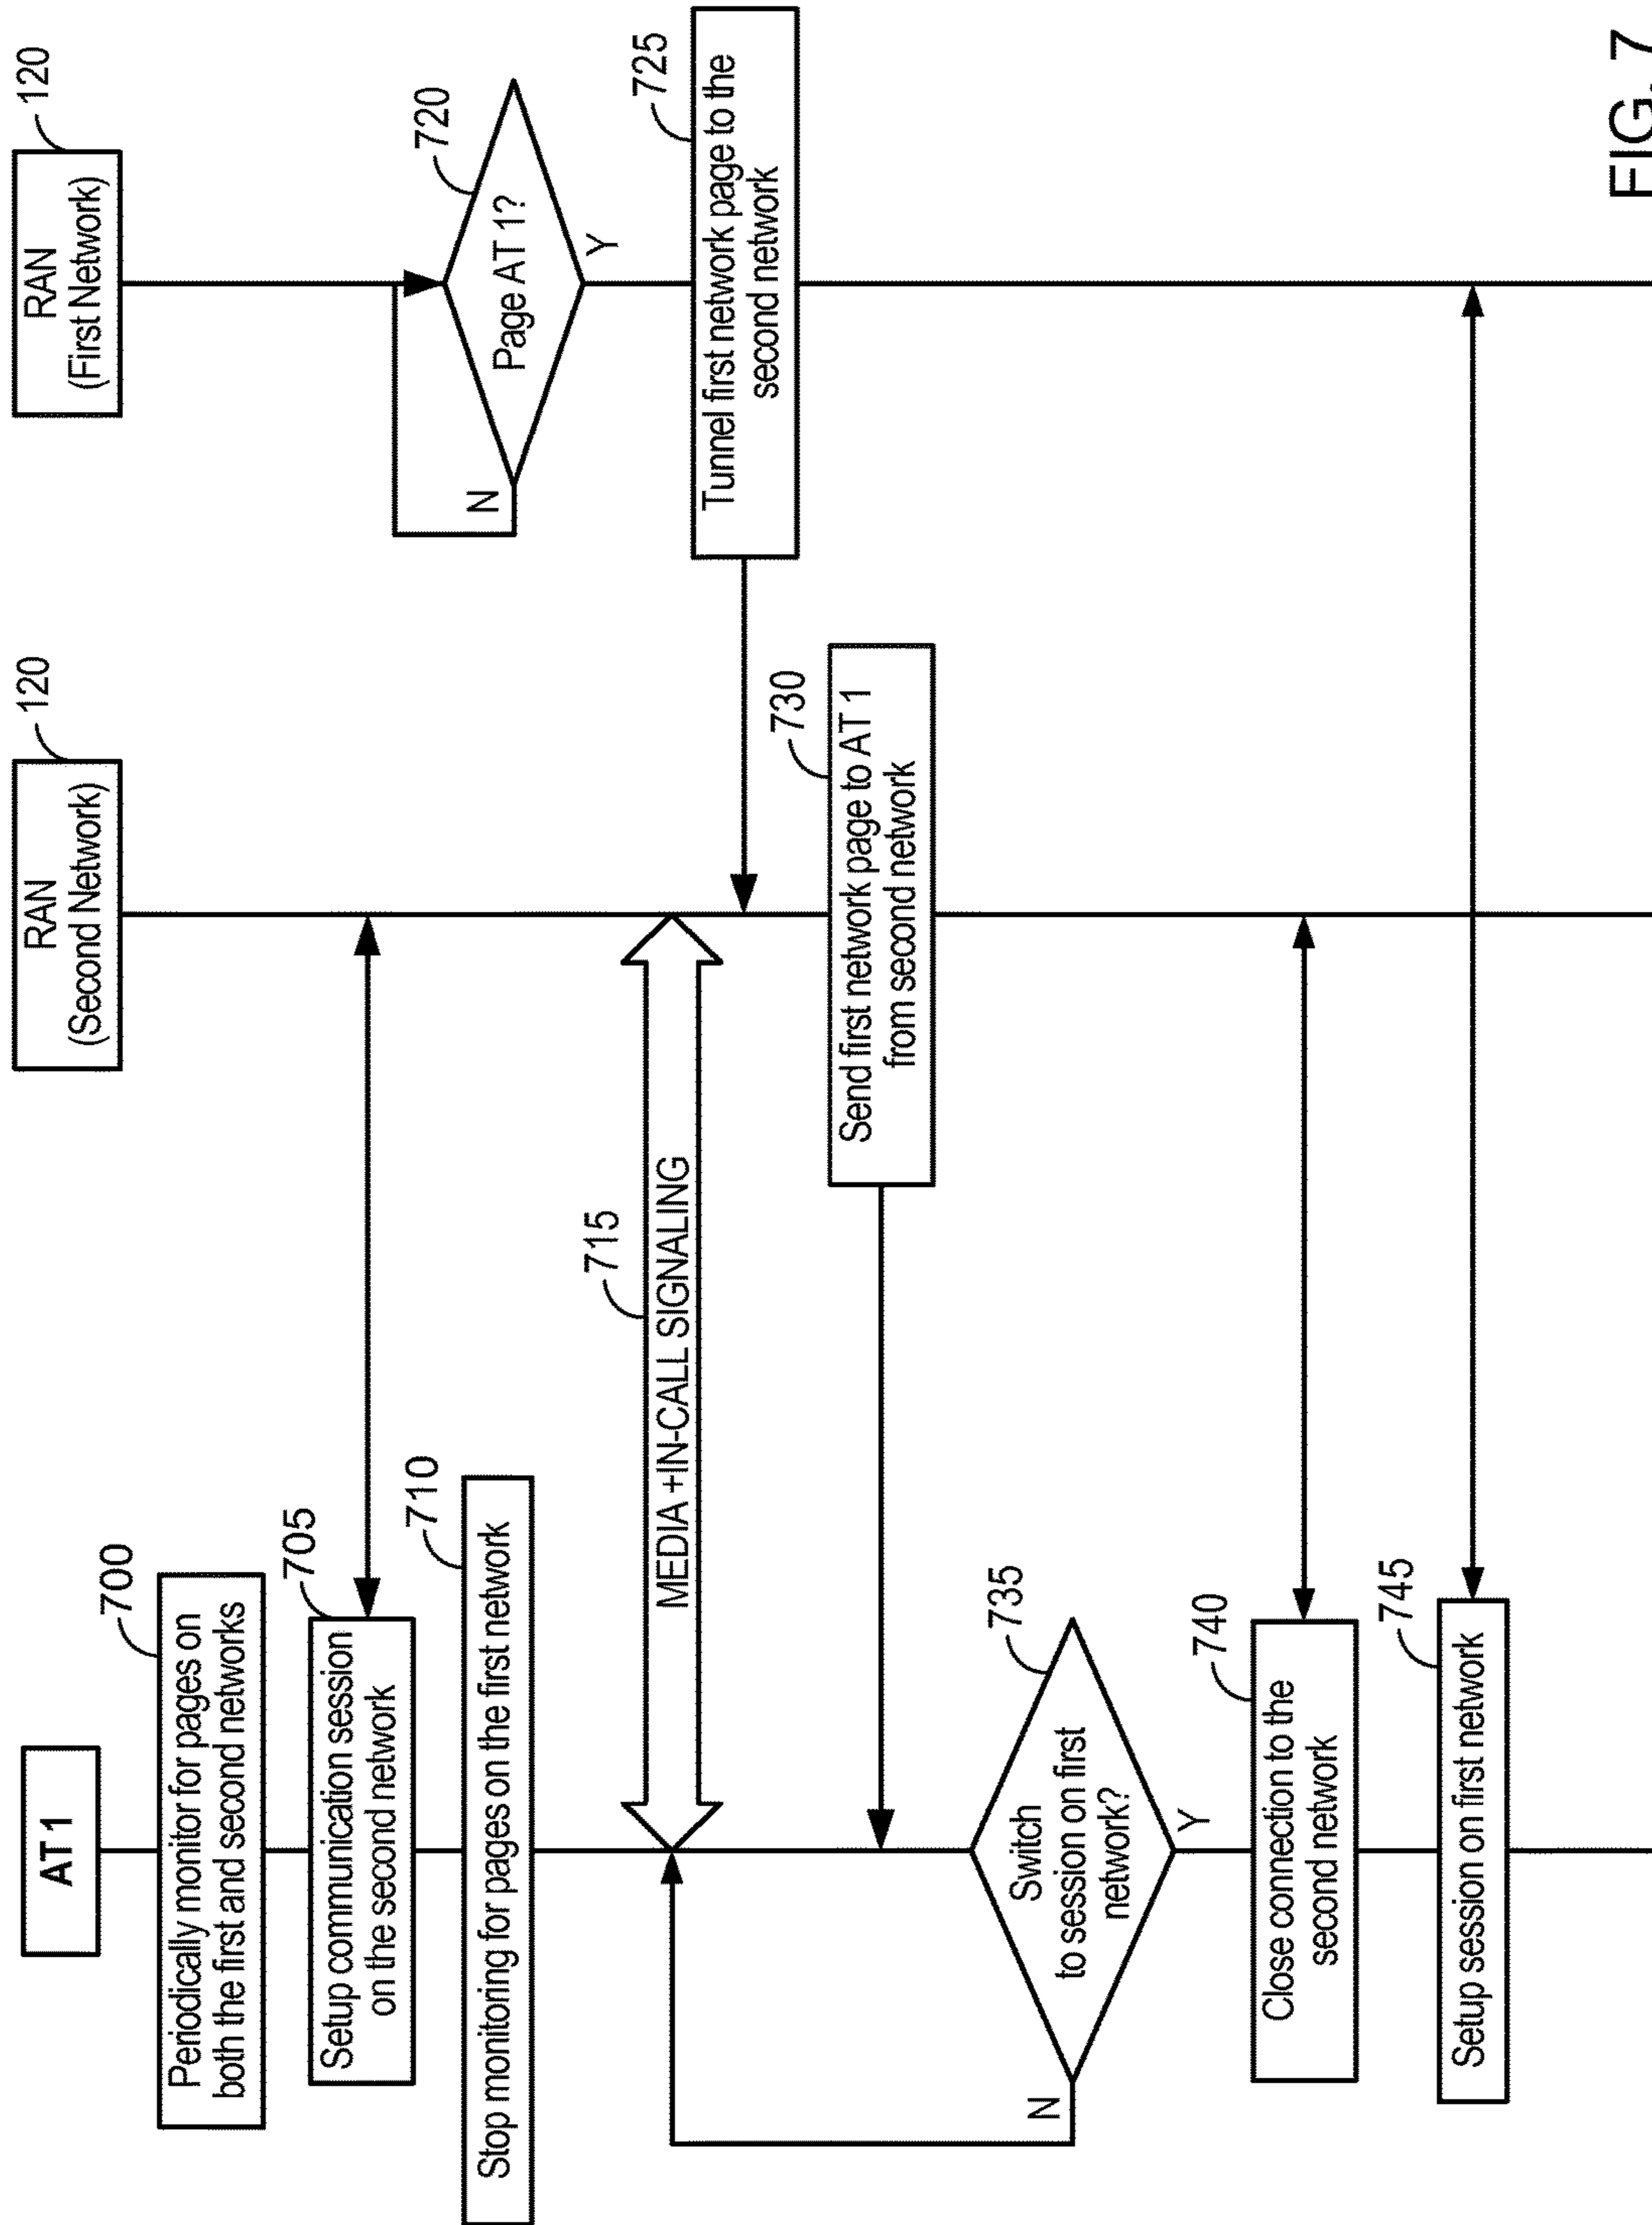 AT 1
RAN
(Second Network)
120
RAN
(First Network)
120
700
Periodically monitor for pages on
both the first and second networks
705
Setup communication session
on the second network
710
Stop monitoring for pages on the first network
715
MEDIA +IN-CALL SIGNALING
720
Page AT 1?
N
Y
725
Tunnel first network page to the
second network
730
Send first network page to AT 1
from second network
735
Switch
to session on first
network?
N
Y
740
Close connection to the
second network
745
Setup session on first network
FIG. 7